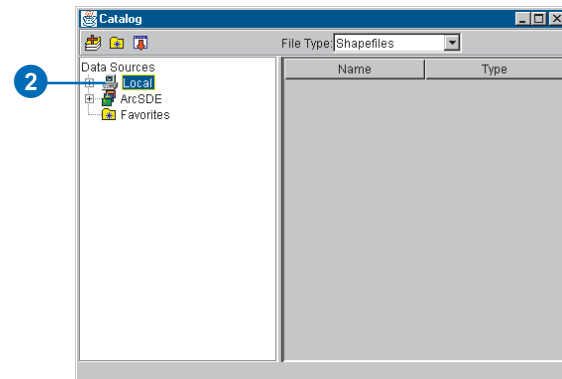 Catalog
File Type: Shapefiles
Data Sources
Name Type
2 Local
ArcSDE
Favorites